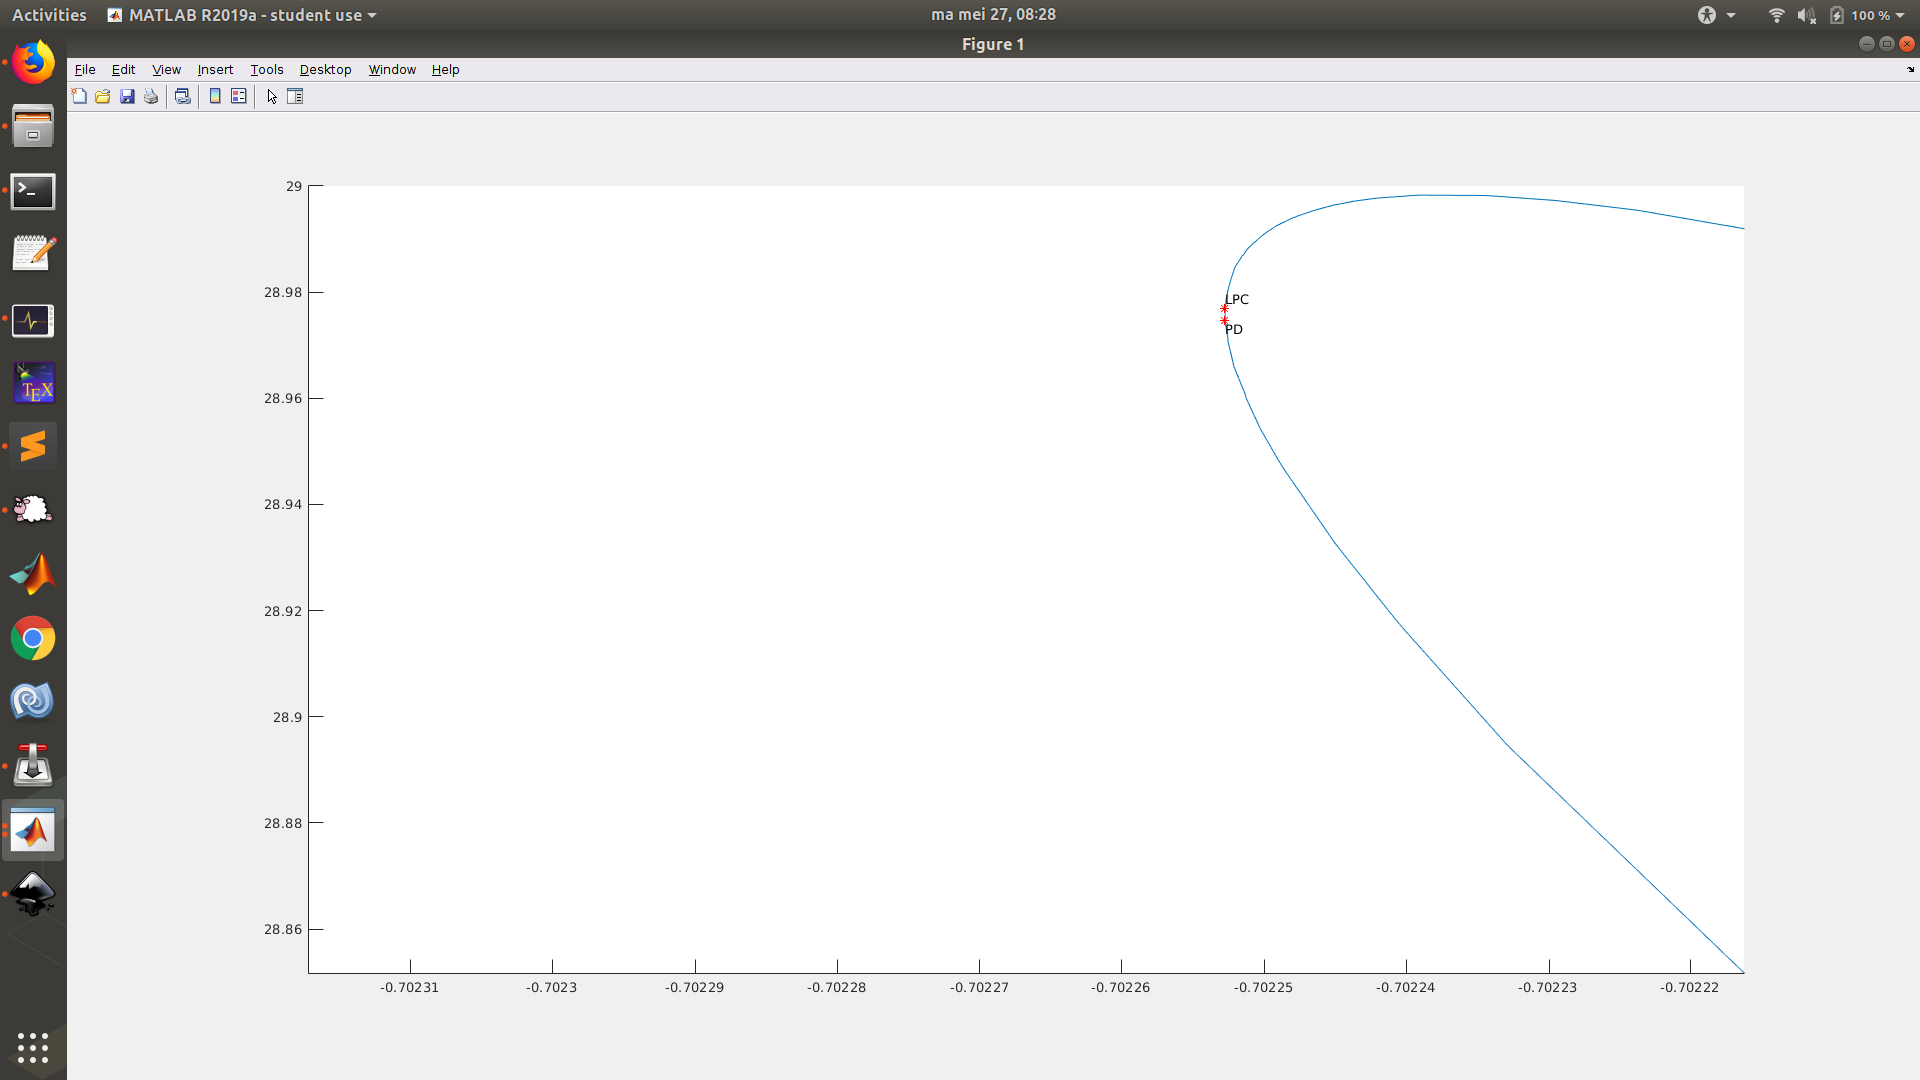 Activities MATLAB R2019a - student use ma mei 27, 08:28 100 %
Figure 1
File Edit View Insert Tools Desktop Window Help
29
28.98
LPC
PD
28.96
28.94
28.92
28.9
28.88
28.86
-0.70231 -0.7023 -0.70229 -0.70228 -0.70227 -0.70226 -0.70225 -0.70224 -0.70223 -0.70222
TEX